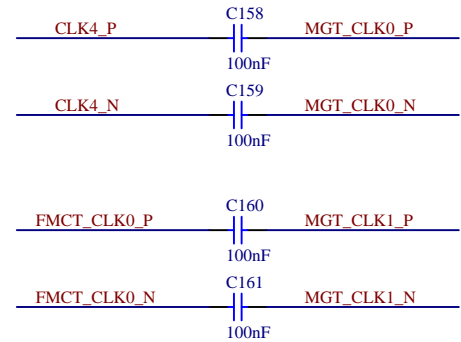 C158
CLK4_P MGT_CLK0_P
100nF
C159
CLK4_N MGT_CLK0_N
100nF
C160
FMCT_CLK0_P MGT_CLK1_P
100nF
C161
FMCT_CLK0_N MGT_CLK1_N
100nF